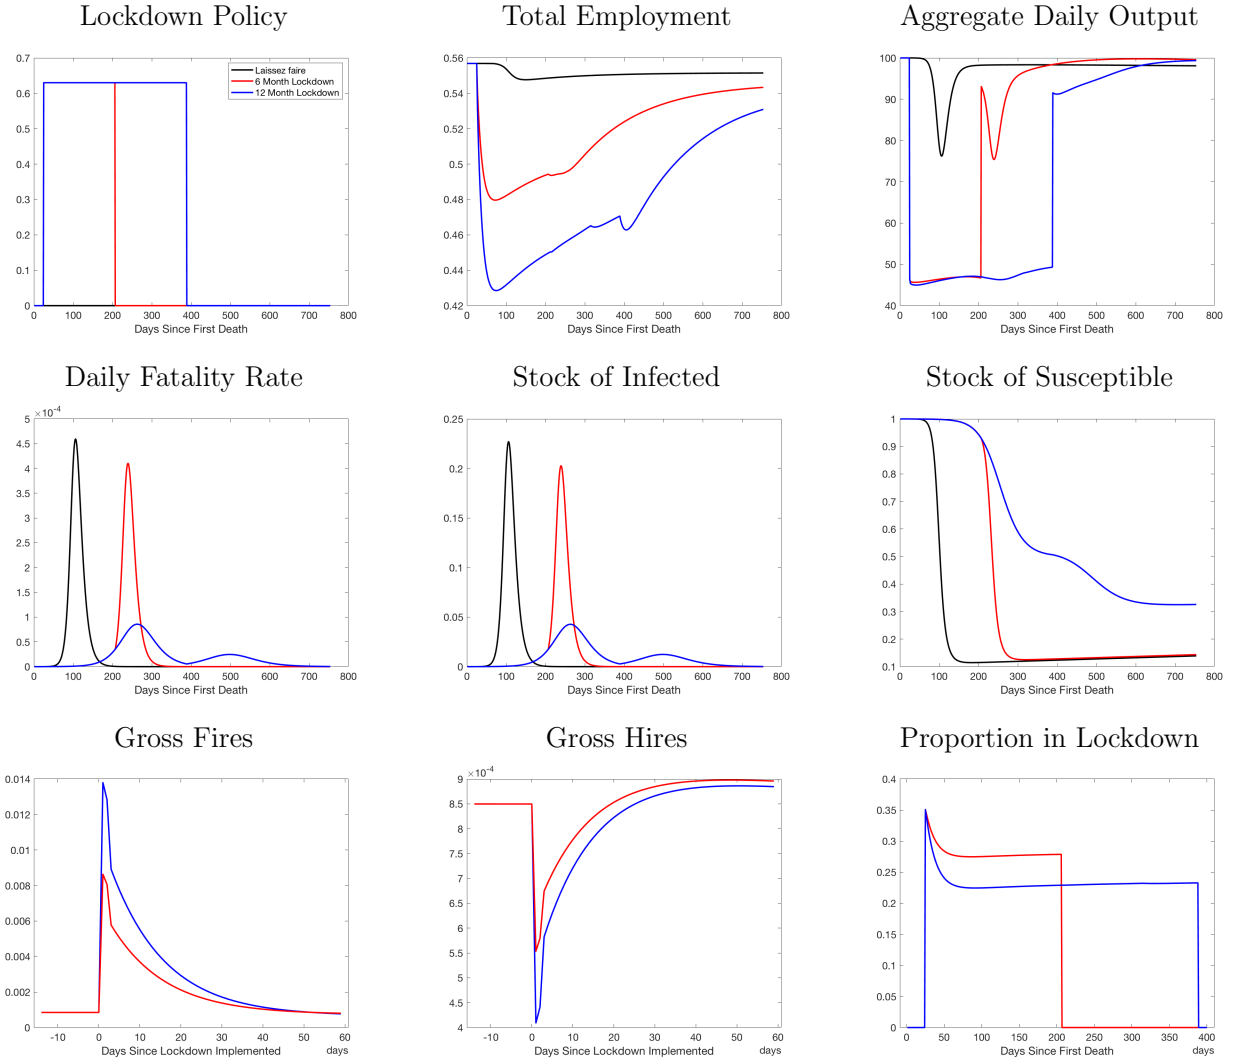 Lockdown Policy
Total Employment
Aggregate Daily Output
0.7
0.6
0.5
0.4
0.3
0.2
0.1
0
Laissez faire
6 Month Lockdown
12 Month Lockdown
0 100 200 300 400 500 600 700 800
Days Since First Death
0.56
0.54
0.52
0.5
0.48
0.46
0.44
0.42
0 100 200 300 400 500 600 700 800
Days Since First Death
100
90
80
70
60
50
40
0 100 200 300 400 500 600 700 800
Days Since First Death
Daily Fatality Rate
Stock of Infected
Stock of Susceptible
×10⁻⁴
5
4.5
4
3.5
3
2.5
2
1.5
1
0.5
0
0 100 200 300 400 500 600 700 800
Days Since First Death
0.25
0.2
0.15
0.1
0.05
0
0 100 200 300 400 500 600 700 800
Days Since First Death
1
0.9
0.8
0.7
0.6
0.5
0.4
0.3
0.2
0.1
0 100 200 300 400 500 600 700 800
Days Since First Death
Gross Fires
Gross Hires
Proportion in Lockdown
0.014
0.012
0.01
0.008
0.006
0.004
0.002
0
-10 0 10 20 30 40 50 60
Days Since Lockdown Implemented days
×10⁻⁴
9
8.5
8
7.5
7
6.5
6
5.5
5
4.5
4
-10 0 10 20 30 40 50 60
Days Since Lockdown Implemented days
0.4
0.35
0.3
0.25
0.2
0.15
0.1
0.05
0
0 50 100 150 200 250 300 350 400
Days Since First Death days